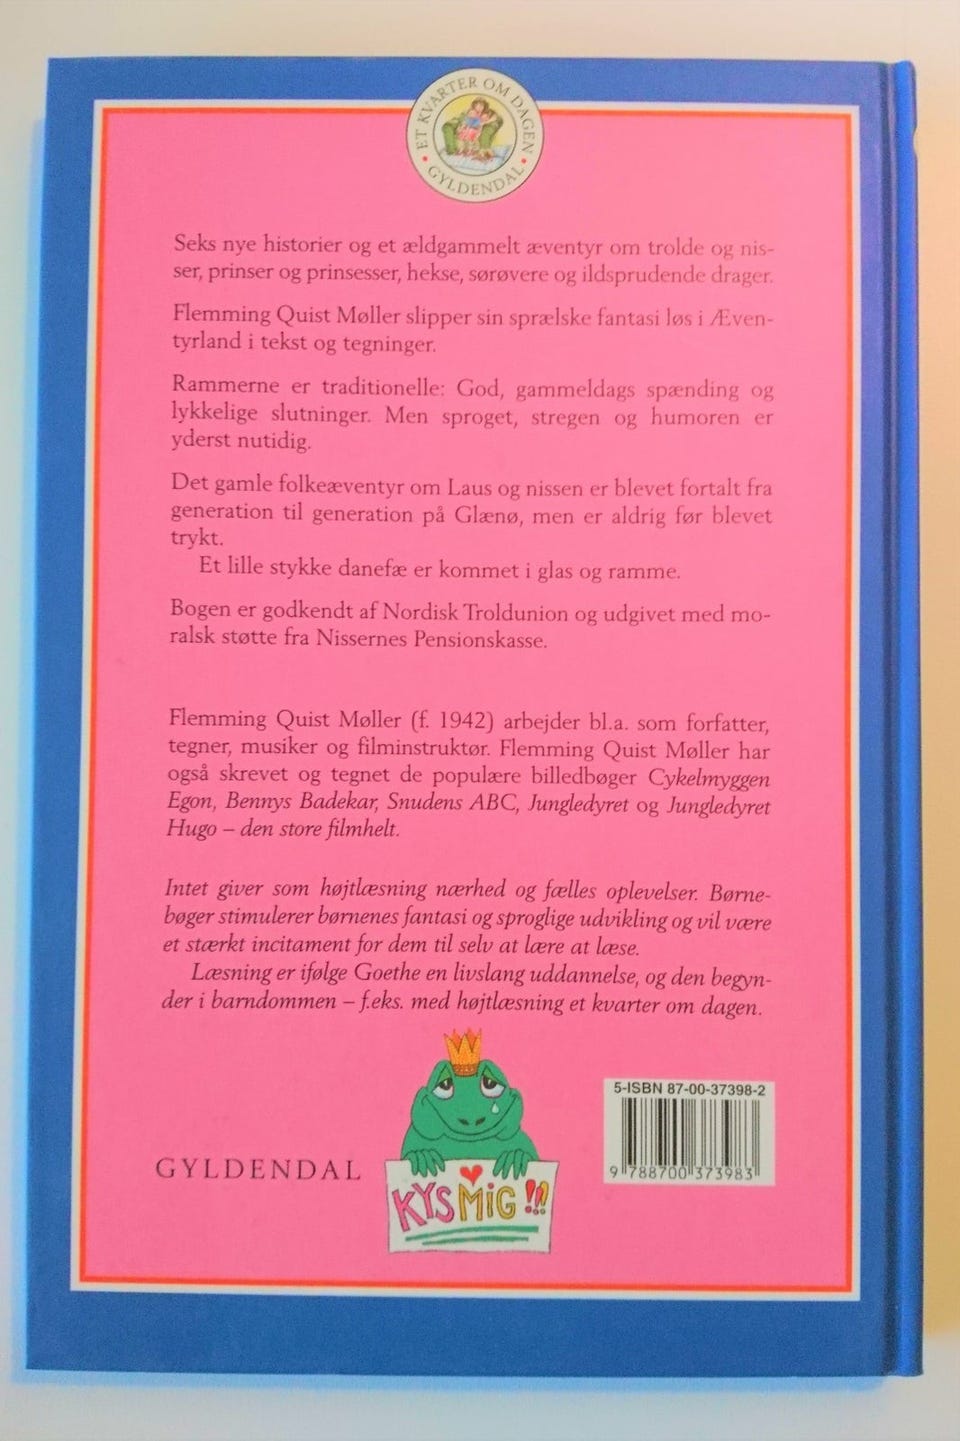 ET KVARTER OM DAGEN
• GYLDENDAL •
Seks nye historier og et ældgammelt æventyr om trolde og nis-
ser, prinser og prinsesser, hekse, sørøvere og ildsprudende drager.
Flemming Quist Møller slipper sin sprælske fantasi løs i Æven-
tyrland i tekst og tegninger.
Rammerne er traditionelle: God, gammeldags spænding og
lykkelige slutninger. Men sproget, stregen og humoren er
yderst nutidig.
Det gamle folkeæventyr om Laus og nissen er blevet fortalt fra
generation til generation på Glænø, men er aldrig før blevet
trykt.
Et lille stykke danefæ er kommet i glas og ramme.
Bogen er godkendt af Nordisk Troldunion og udgivet med mo-
ralsk støtte fra Nissernes Pensionskasse.
Flemming Quist Møller (f. 1942) arbejder bl.a. som forfatter,
tegner, musiker og filminstruktør. Flemming Quist Møller har
også skrevet og tegnet de populære billedbøger Cykelmyggen
Egon, Bennys Badekar, Snudens ABC, Jungledyret og Jungledyret
Hugo – den store filmhelt.
Intet giver som højtlæsning nærhed og fælles oplevelser. Børne-
bøger stimulerer børnenes fantasi og sproglige udvikling og vil være
et stærkt incitament for dem til selv at lære at læse.
Læsning er ifølge Goethe en livslang uddannelse, og den begyn-
der i barndommen – f.eks. med højtlæsning et kvarter om dagen.
5-ISBN 87-00-37398-2
9 788700 373983
GYLDENDAL
KYS MiG !!!